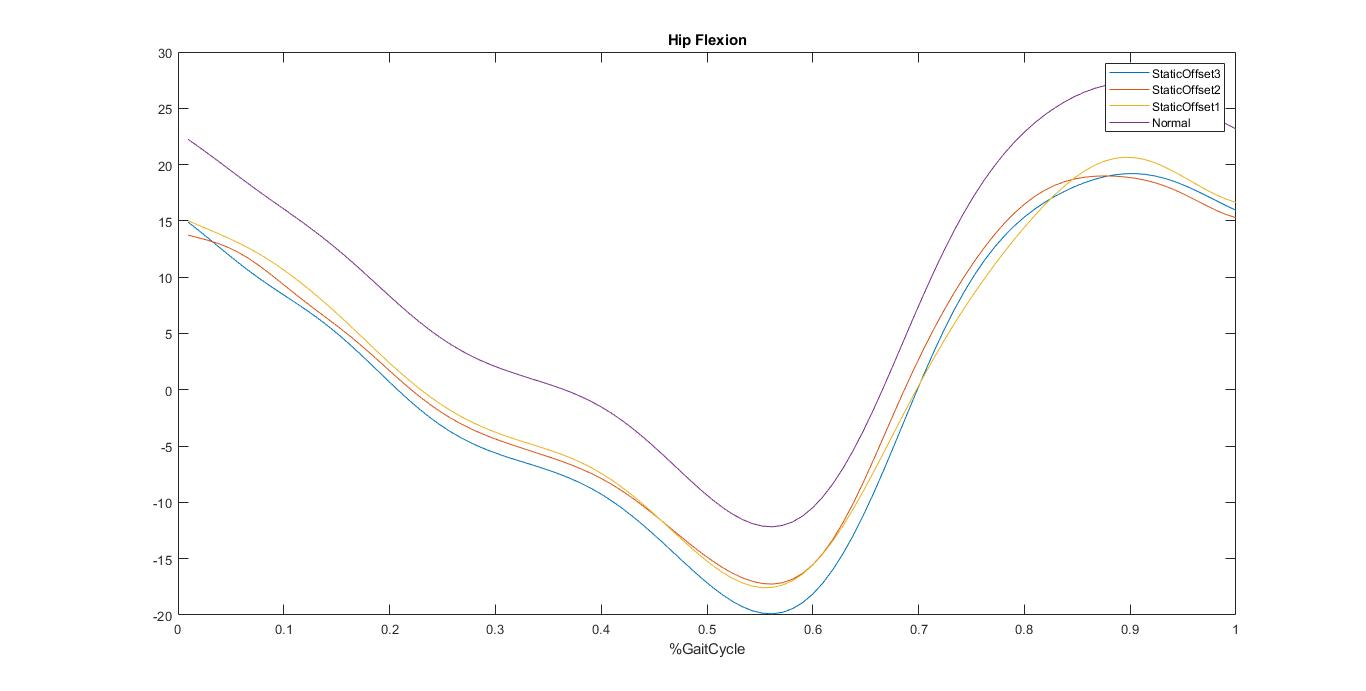 Hip Flexion
30
25
20
15
10
5
0
-5
-10
-15
-20
0 0.1 0.2 0.3 0.4 0.5 0.6 0.7 0.8 0.9 1
%GaitCycle
StaticOffset3
StaticOffset2
StaticOffset1
Normal